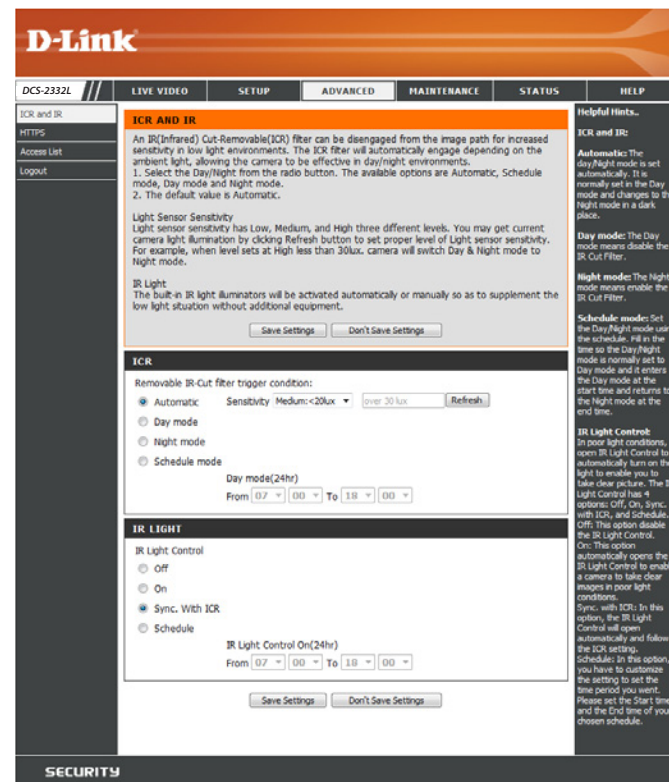 D-Link
DCS-2332L
LIVE VIDEO
SETUP
ADVANCED
MAINTENANCE
STATUS
HELP
ICR and IR
HTTPS
Access List
Logout
ICR AND IR
An IR(Infrared) Cut-Removable(ICR) filter can be disengaged from the image path for increased
sensitivity in low light environments. The ICR filter will automatically engage depending on the
ambient light, allowing the camera to be effective in day/night environments.
1. Select the Day/Night from the radio button. The available options are Automatic, Schedule
mode, Day mode and Night mode.
2. The default value is Automatic.
Light Sensor Sensitivity
Light sensor sensitivity has Low, Medium, and High three different levels. You may get current
camera light illumination by clicking Refresh button to set proper level of Light sensor sensitivity.
For example, when level sets at High less than 30lux. camera will switch Day & Night mode to
Night mode.
IR Light
The built-in IR light illuminators will be activated automatically or manually so as to supplement the
low light situation without additional equipment.
Save Settings Don't Save Settings
ICR
Removable IR-Cut filter trigger condition:
Automatic Sensitivity Medium:<20lux over 30 lux Refresh
Day mode
Night mode
Schedule mode
Day mode(24hr)
From 07 00 To 18 00
IR LIGHT
IR Light Control
Off
On
Sync. With ICR
Schedule
IR Light Control On(24hr)
From 07 00 To 18 00
Save Settings Don't Save Settings
Helpful Hints..
ICR and IR:
Automatic: The
day/Night mode is set
automatically. It is
normally set in the Day
mode and changes to
Night mode in a dark
place.
Day mode: The Day
mode means disable the
IR Cut Filter.
Night mode: The Night
mode means enable the
IR Cut Filter.
Schedule mode: Set
the Day/Night mode
the schedule. Fill in the
time so the Day/Night
mode is normally set to
Day mode and it enters
the Day mode at the
start time and returns to
the Night mode at the
end time.
IR Light Control:
In poor light conditions,
open IR Light Control to
automatically turn on
light to enable you to
take clear picture. The
Light Control has 4
options: Off, On, Sync.
with ICR, and Schedule.
Off: This option disable
the IR Light Control.
On: This option
automatically opens the
IR Light Control to
a camera to take clear
images in poor light
conditions.
Sync. with ICR: In this
option, the IR Light
Control will open
automatically and follow
the ICR setting.
Schedule: In this option,
you have to customize
the setting to set the
time period you went.
Please set the Start time
and the End time of your
chosen schedule.
SECURITY